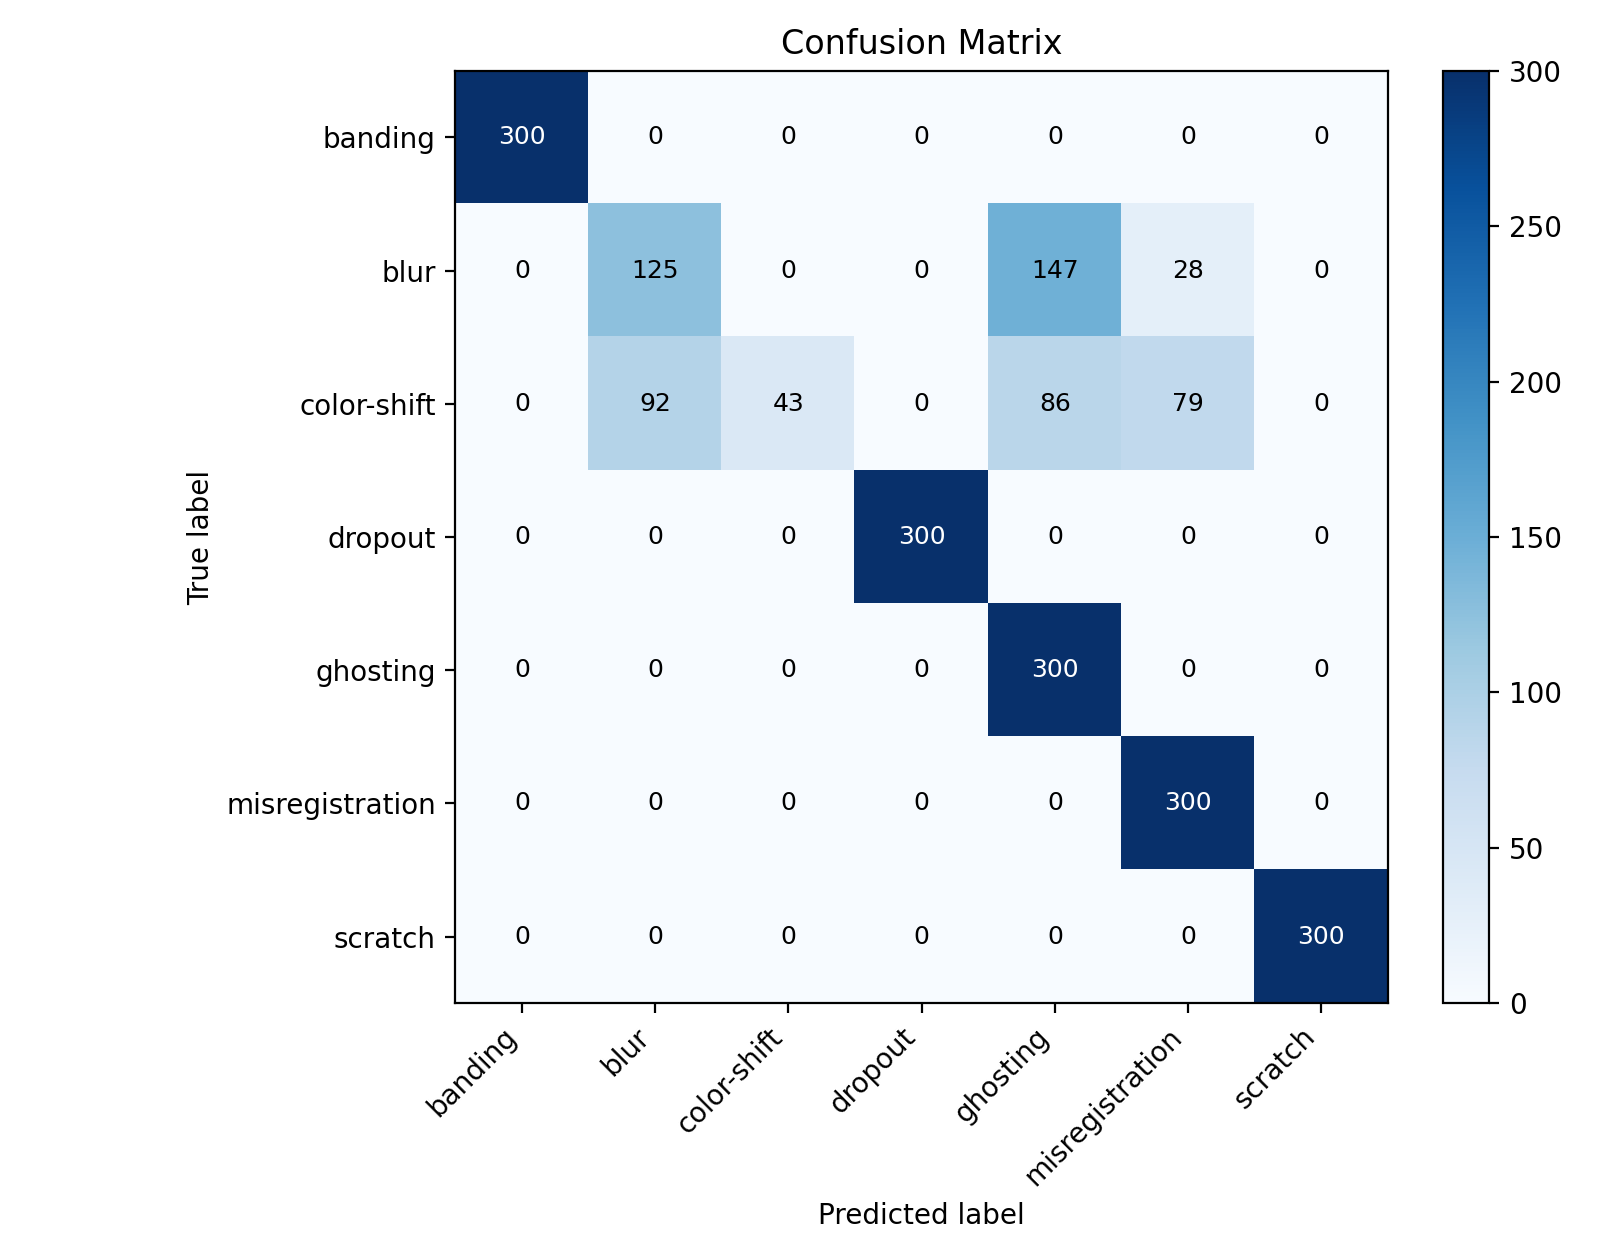 Confusion Matrix
banding 300 0 0 0 0 0 0
blur 0 125 0 0 147 28 0
color-shift 0 92 43 0 86 79 0
dropout 0 0 0 300 0 0 0
ghosting 0 0 0 0 300 0 0
misregistration 0 0 0 0 0 300 0
scratch 0 0 0 0 0 0 300
True label
banding blur color-shift dropout ghosting misregistration scratch
Predicted label
300
250
200
150
100
50
0